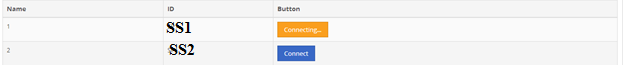 Name ID Button
1 SS1 Connecting...
2 SS2 Connect